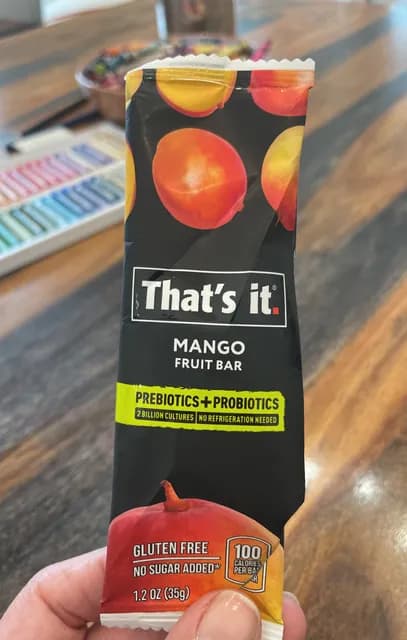 That's it.
MANGO
FRUIT BAR
PREBIOTICS+PROBIOTICS
2 BILLION CULTURES | NO REFRIGERATION NEEDED
GLUTEN FREE
NO SUGAR ADDED*
1.2 OZ (35g)
100
CALORIES
PER BAR